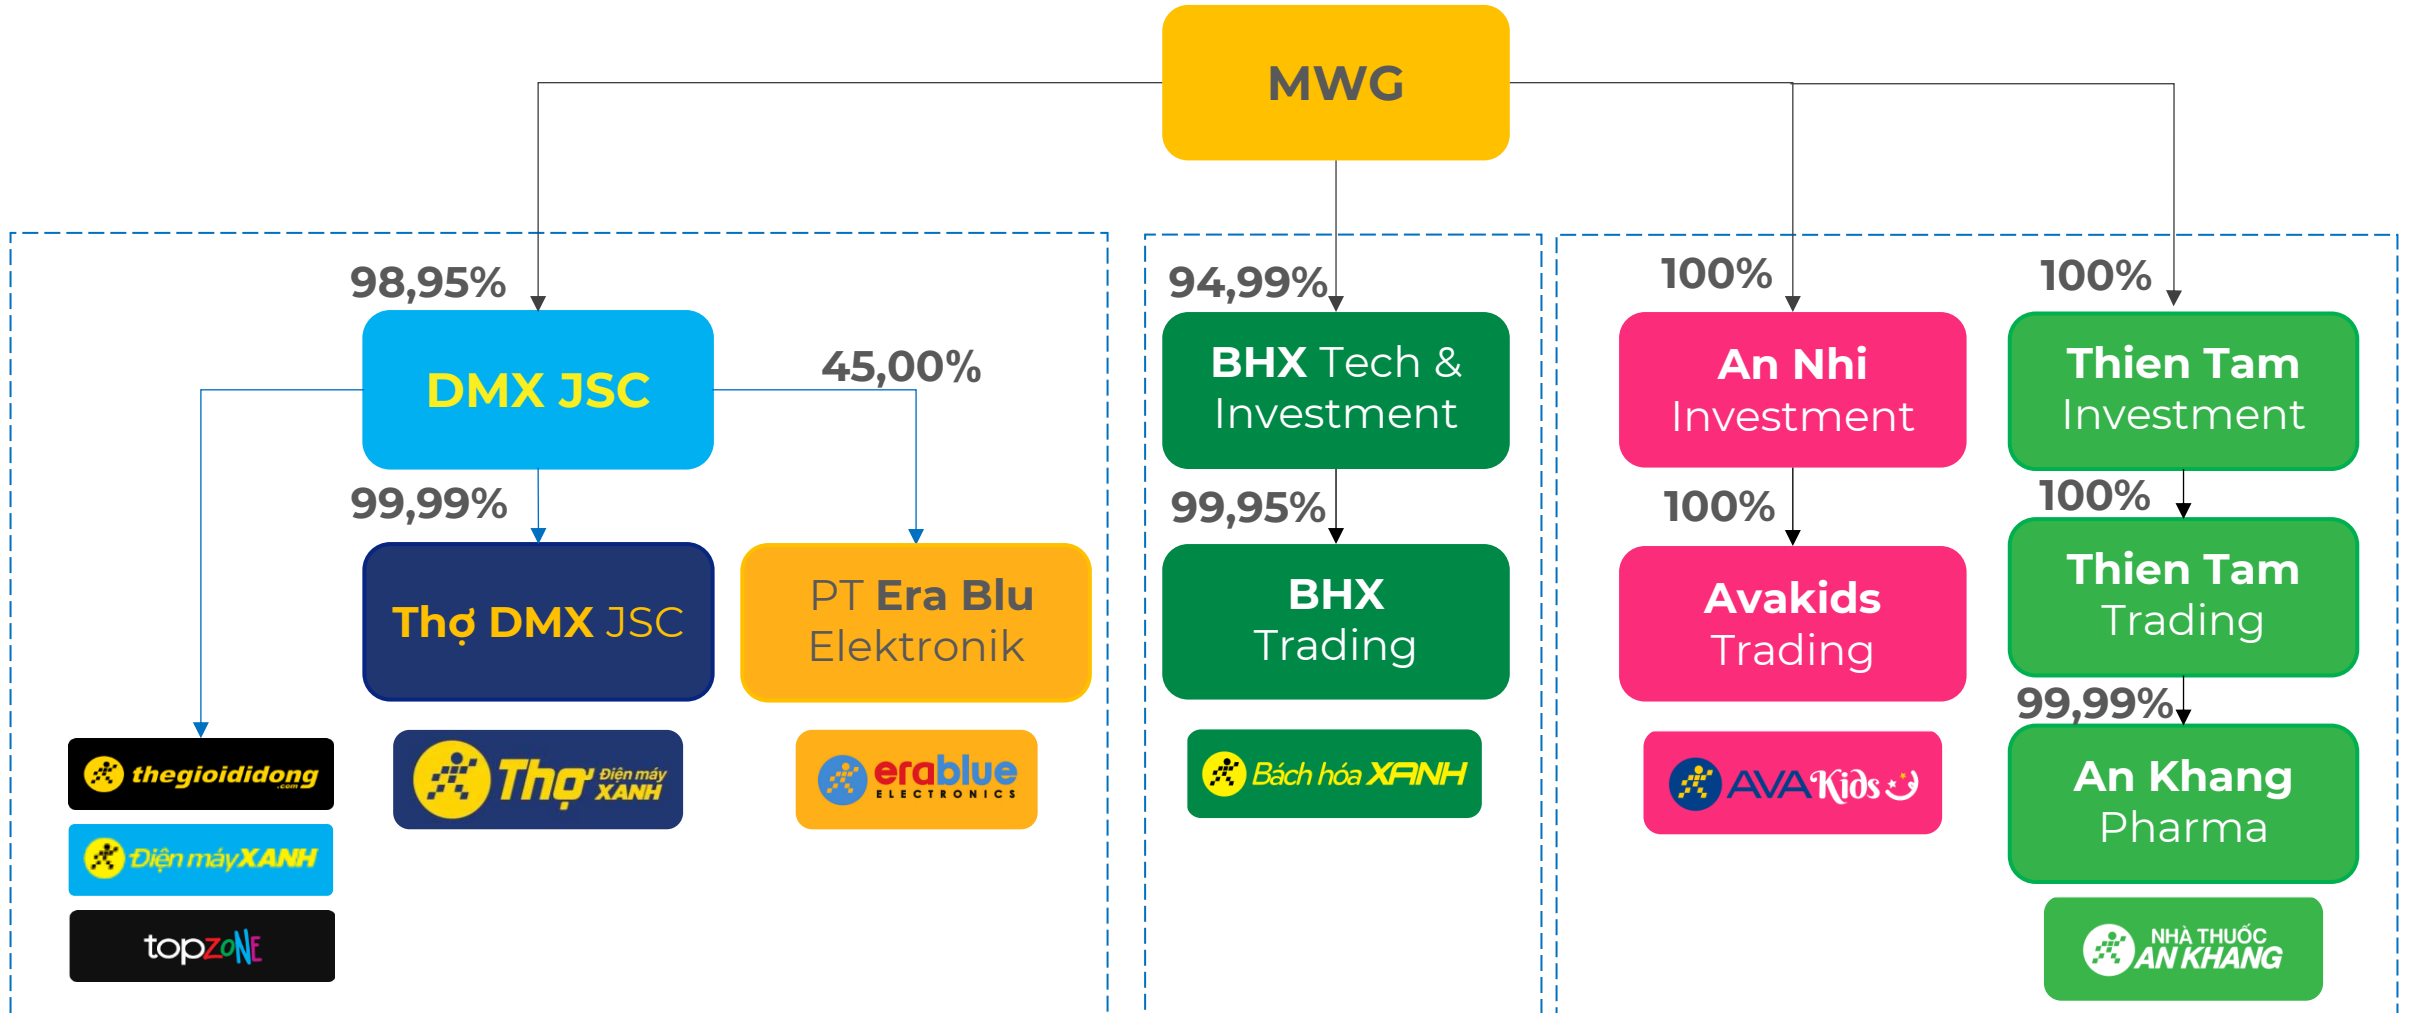 MWG
98,95%
DMX JSC
45,00%
99,99%
Thợ DMX JSC
PT Era Blu
Elektronik
thegioididong
.com
Điện máy XANH
topzone
Thợ Điện máy
XANH
erablue
ELECTRONICS
94,99%
BHX Tech &
Investment
99,95%
BHX
Trading
Bách hóa XANH
100%
An Nhi
Investment
100%
Avakids
Trading
AVAKids
100%
Thien Tam
Investment
100%
Thien Tam
Trading
99,99%
An Khang
Pharma
NHÀ THUỐC
AN KHANG